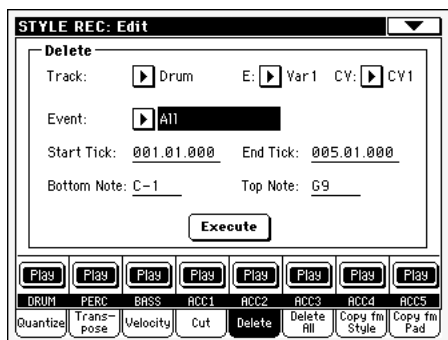 STYLE REC: Edit
Delete
Track: Drum E: Var1 CV: CV1
Event: All
Start Tick: 001.01.000 End Tick: 005.01.000
Bottom Note: C-1 Top Note: G9
Execute
Play Play Play Play Play Play Play Play
DRUM PERC BASS ACC1 ACC2 ACC3 ACC4 ACC5
Quantize Trans- Velocity Cut Delete Delete Copy fm Copy fm
pose All Style Pad